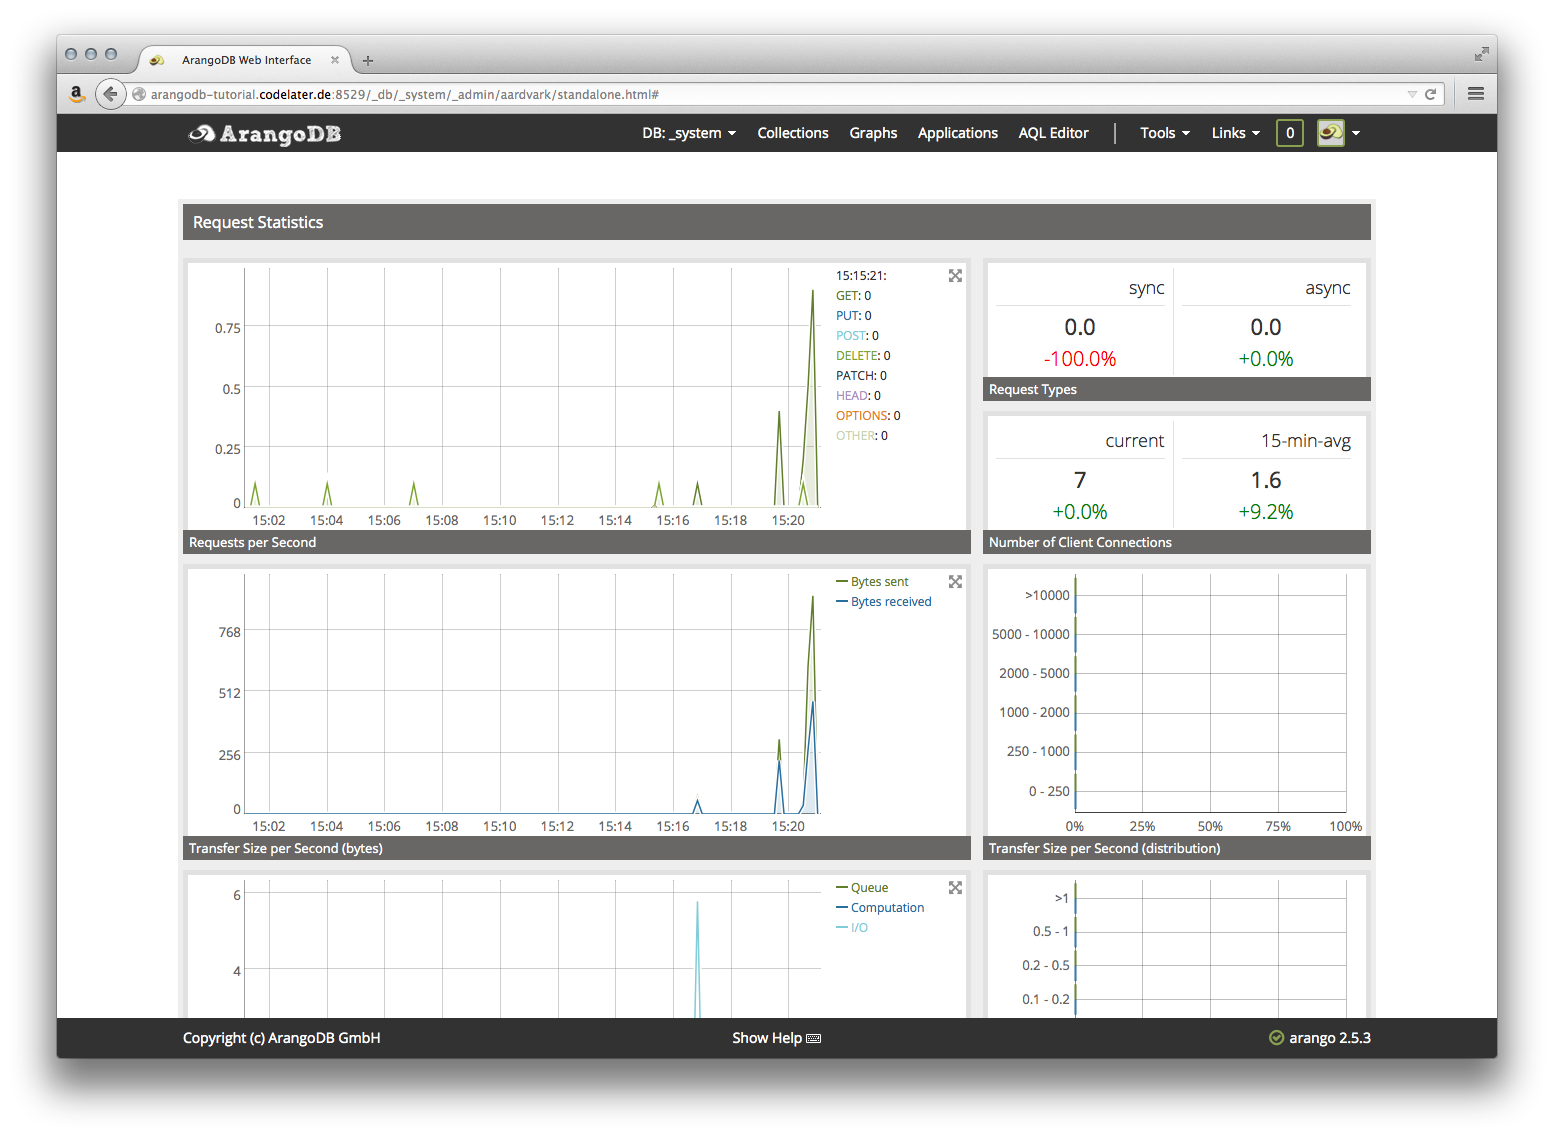 ArangoDB Web Interface
arangodb-tutorial.codelater.de:8529/_db/_system/_admin/aardvark/standalone.html#
ArangoDB
DB: _system Collections Graphs Applications AQL Editor Tools Links 0
Request Statistics
15:15:21:
GET: 0
PUT: 0
POST: 0
DELETE: 0
PATCH: 0
HEAD: 0
OPTIONS: 0
OTHER: 0
0.75
0.5
0.25
0
15:02 15:04 15:06 15:08 15:10 15:12 15:14 15:16 15:18 15:20
Requests per Second
sync async
0.0 0.0
-100.0% +0.0%
Request Types
current 15-min-avg
7 1.6
+0.0% +9.2%
Number of Client Connections
Bytes sent
Bytes received
768
512
256
0
15:02 15:04 15:06 15:08 15:10 15:12 15:14 15:16 15:18 15:20
Transfer Size per Second (bytes)
>10000
5000 - 10000
2000 - 5000
1000 - 2000
250 - 1000
0 - 250
0% 25% 50% 75% 100%
Transfer Size per Second (distribution)
Queue
Computation
I/O
6
4
>1
0.5 - 1
0.2 - 0.5
0.1 - 0.2
Copyright (c) ArangoDB GmbH Show Help arango 2.5.3